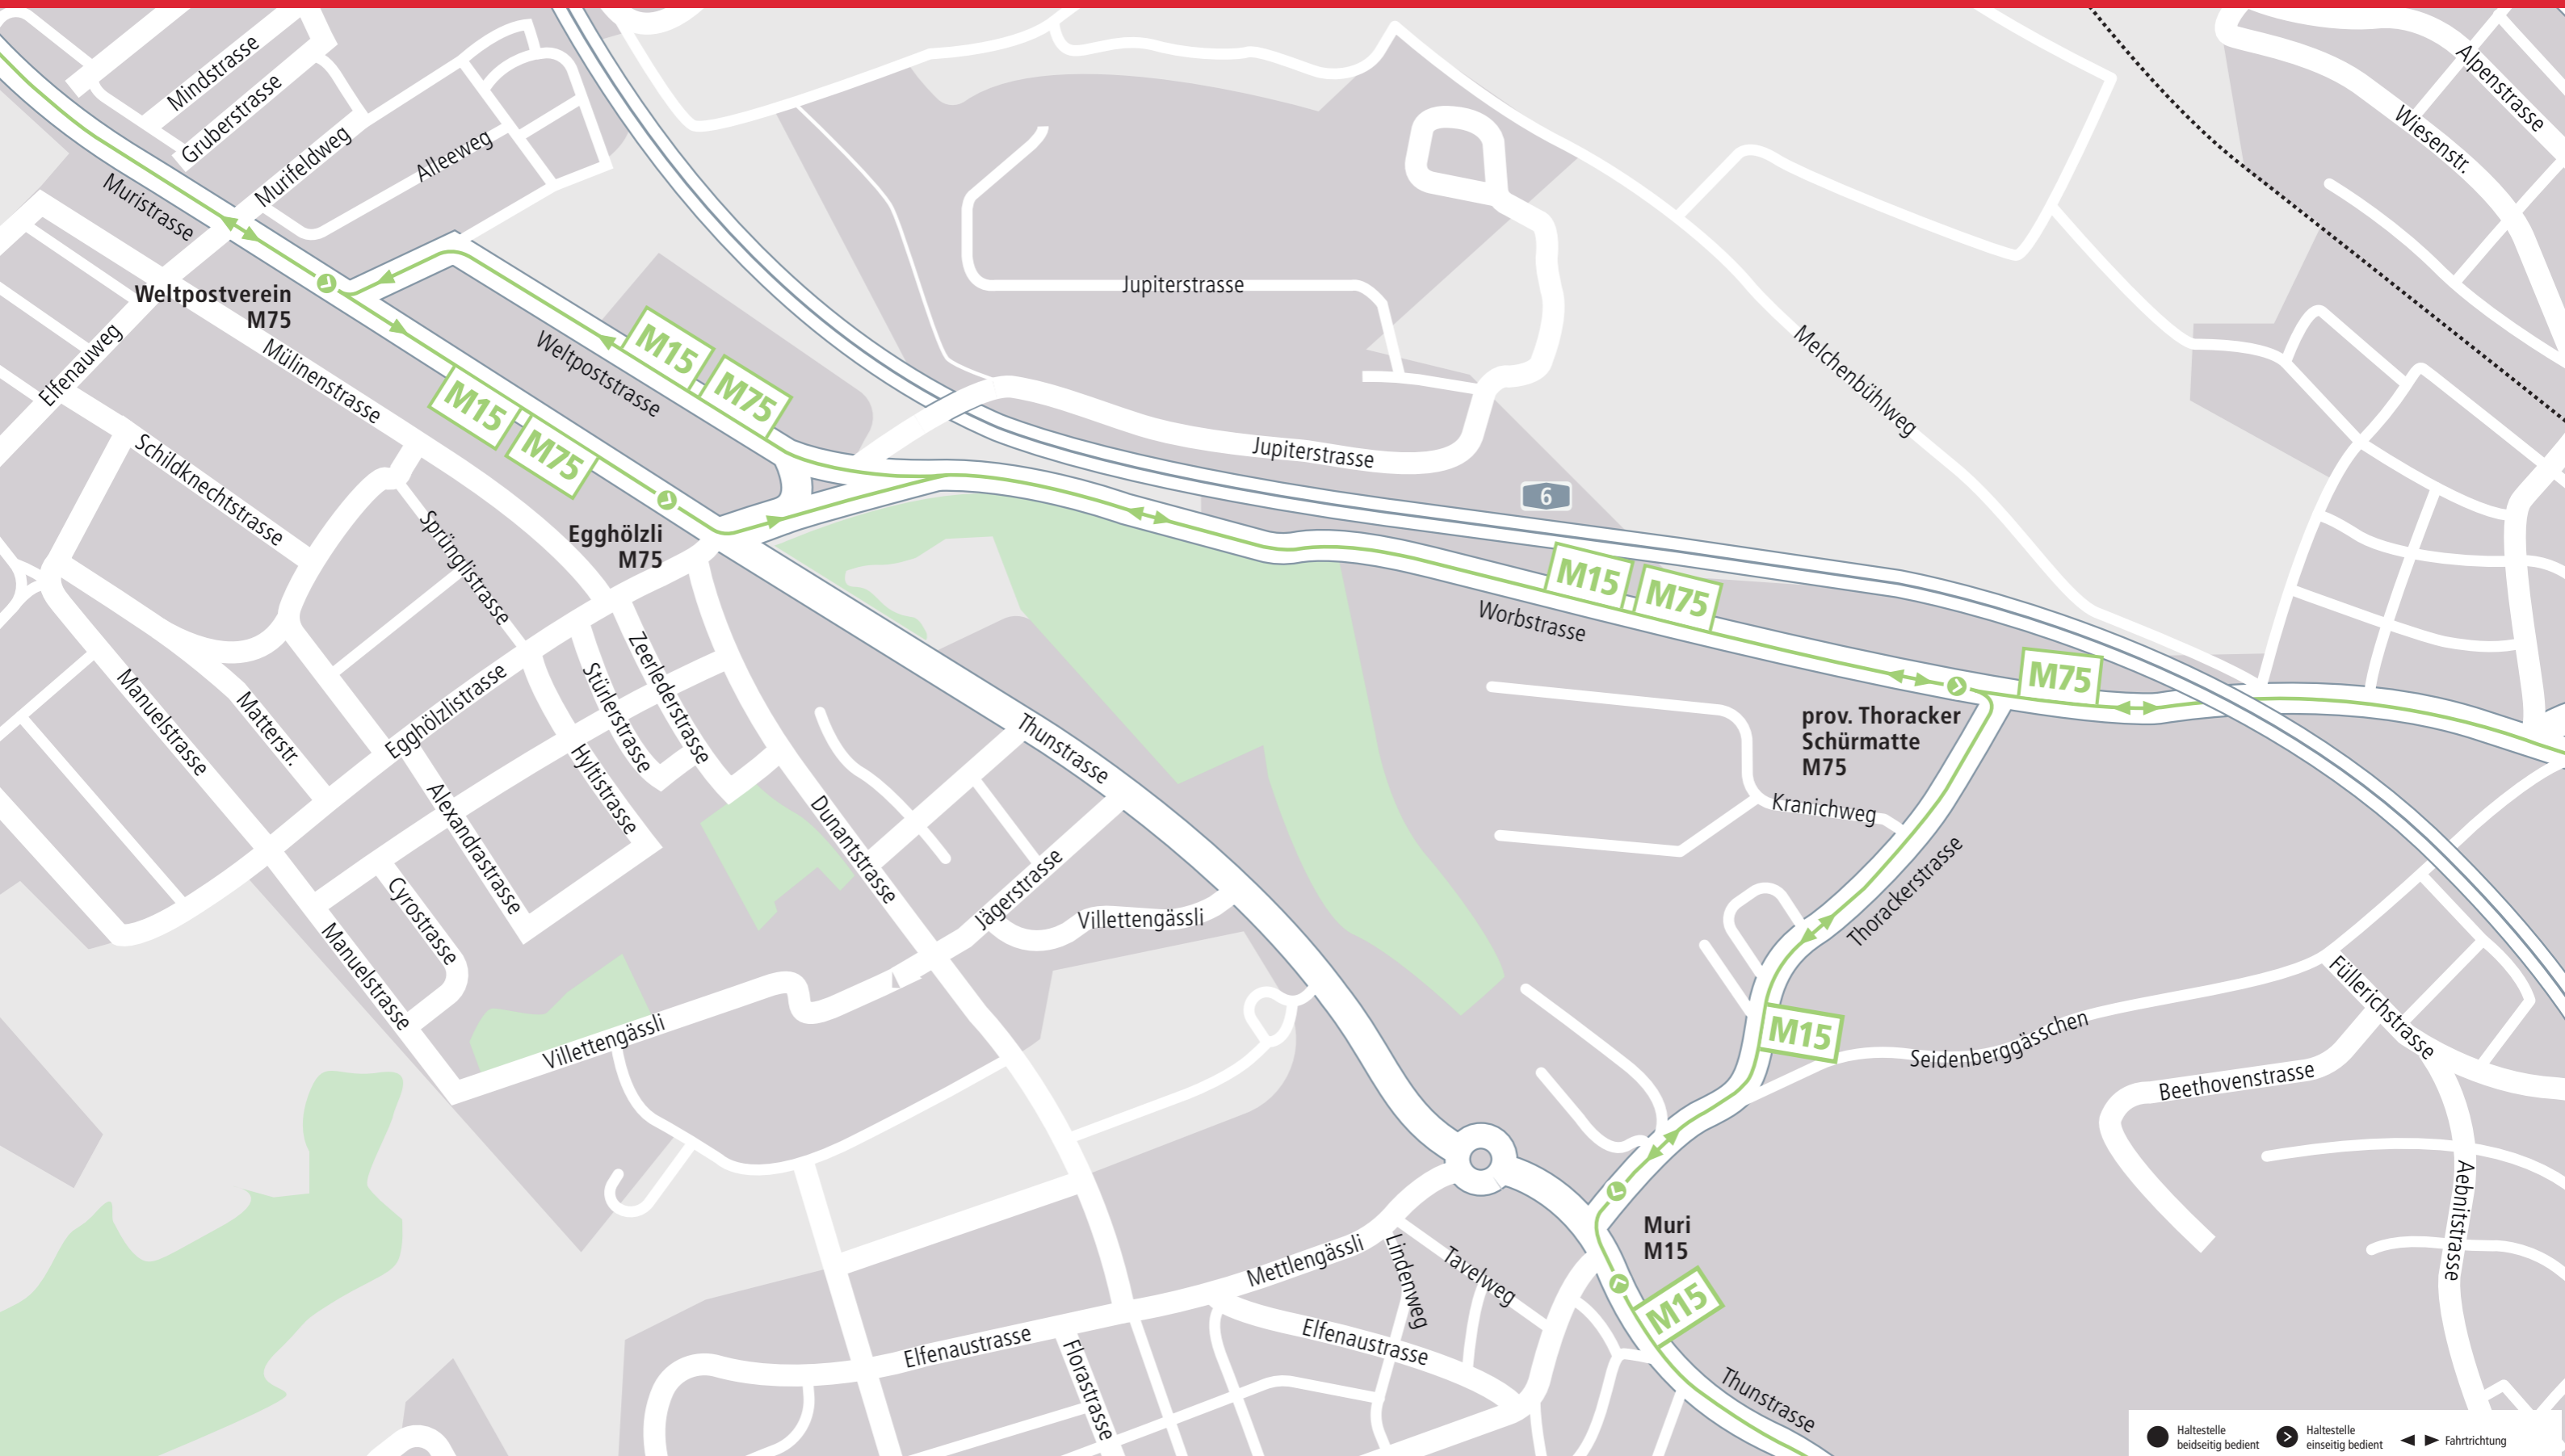 Mindstrasse
Gruberstrasse
Murifeldweg
Alleeweg
Muristrasse
Alpenstrasse
Wiesenstr.
Weltpostverein
M75
Elfenauweg
Mülinenstrasse
Weltpoststrasse
M15
M75
M15
M75
Jupiterstrasse
Jupiterstrasse
Melchenbühlweg
Schildknechtstrasse
Sprünglistrasse
Egghölzli
M75
6
M15
M75
Worbstrasse
M75
prov. Thoracker
Schürmatte
M75
Kranichweg
Thorackerstrasse
Manuelstrasse
Matterstr.
Egghölzlistrasse
Stürlerstrasse
Zeerlederstrasse
Hyltistrasse
Alexandrastrasse
Thunstrasse
Dunantstrasse
Jägerstrasse
Villettengässli
Cyrostrasse
Manuelstrasse
Villettengässli
M15
Seidenberggässchen
Füllerichstrasse
Beethovenstrasse
Aebnitstrasse
Muri
M15
M15
Mettlengässli
Lindenweg
Tavelweg
Elfenaustrasse
Elfenaustrasse
Florastrasse
Thunstrasse
Haltestelle
beidseitig bedient
Haltestelle
einseitig bedient
Fahrtrichtung